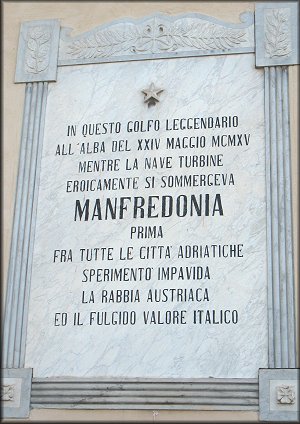 IN QUESTO GOLFO LEGGENDARIO
ALL'ALBA DEL XXIV MAGGIO MCMXV
MENTRE LA NAVE TURBINE
EROICAMENTE SI SOMMERGEVA
MANFREDONIA
PRIMA
FRA TUTTE LE CITTA' ADRIATICHE
SPERIMENTO' IMPAVIDA
LA RABBIA AUSTRIACA
ED IL FULGIDO VALORE ITALICO